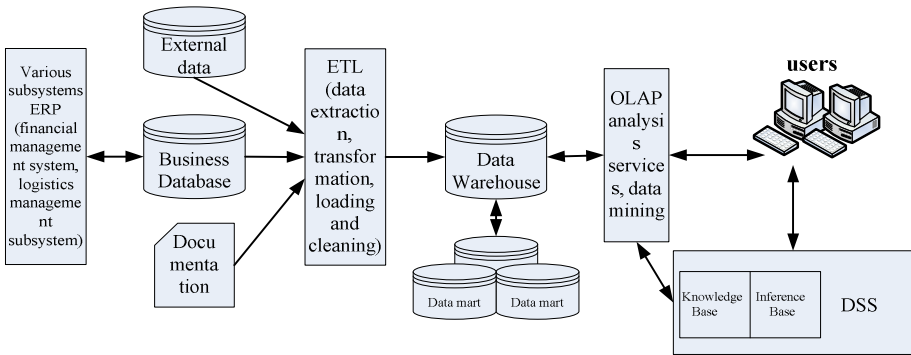 Various
subsystems
ERP
(financial
manageme
nt system,
logistics
manageme
nt
subsystem)
External
data
Business
Database
Docu
menta
tion
ETL
(data
extractio
n,
transfor
mation,
loading
and
cleaning)
Data
Warehouse
Data mart
Data mart
OLAP
analysi
s
service
s, data
mining
users
Knowledge
Base
Inference
Base
DSS